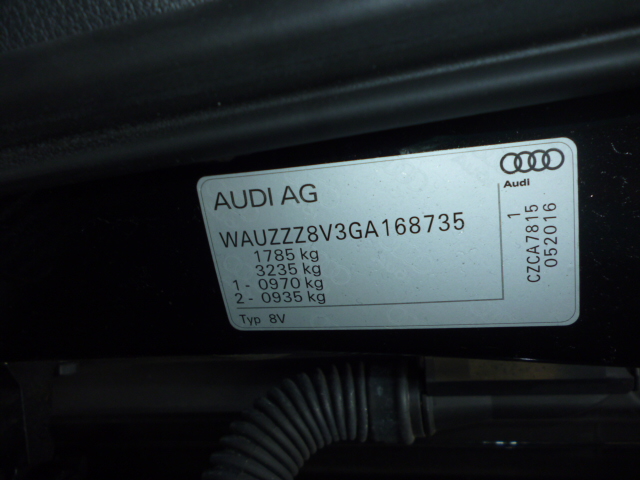 AUDI AG
Audi
WAUZZZ8V3GA168735
1785 kg
3235 kg
1 - 0970 kg
2 - 0935 kg
Typ 8V
1
CZCA7815
052016